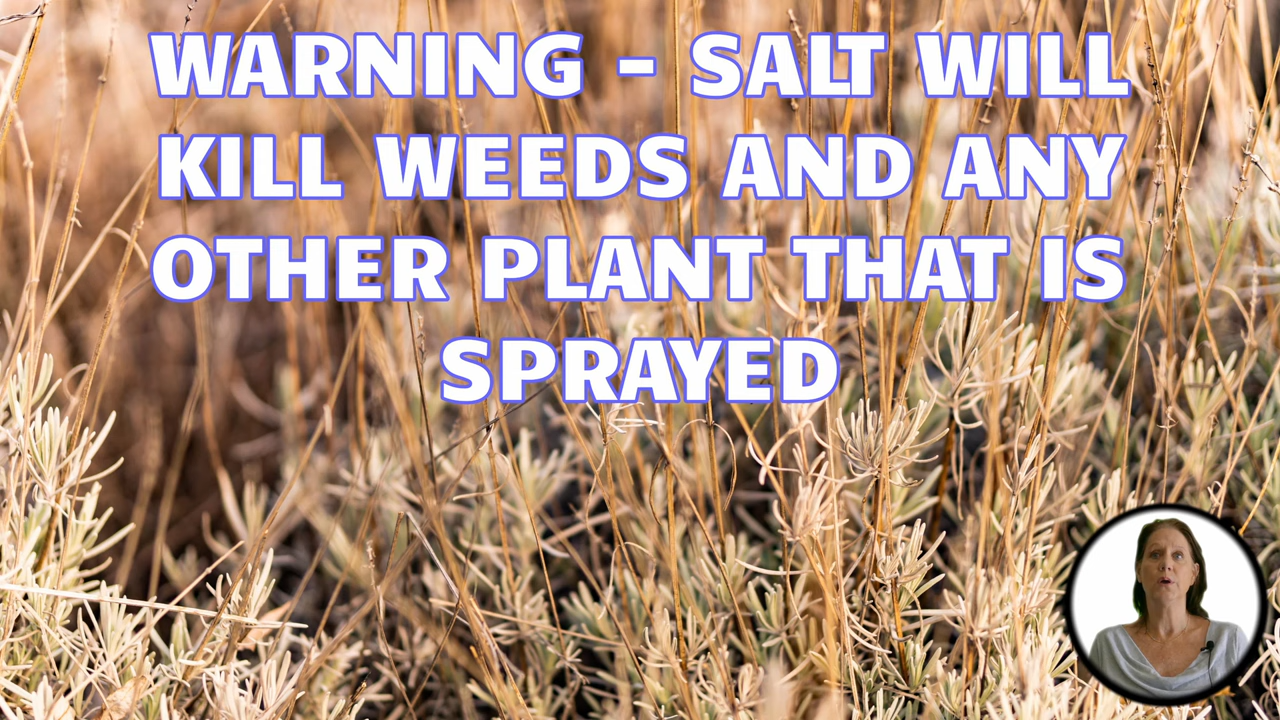 WARNING - SALT WILL
KILL WEEDS AND ANY
OTHER PLANT THAT IS
SPRAYED